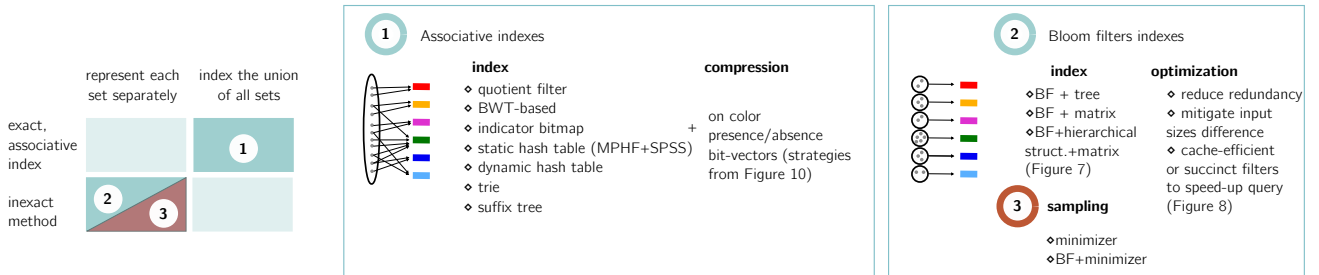 represent each
set separately
index the union
of all sets
exact,
associative
index
1
inexact
method
2
3
1
Associative indexes
index
◇ quotient filter
◇ BWT-based
◇ indicator bitmap
◇ static hash table (MPHF+SPSS)
◇ dynamic hash table
◇ trie
◇ suffix tree
+
compression
on color
presence/absence
bit-vectors (strategies
from Figure 10)
2
Bloom filters indexes
index
◇BF + tree
◇BF + matrix
◇BF+hierarchical
struct.+matrix
(Figure 7)
optimization
◇ reduce redundancy
◇ mitigate input
sizes difference
◇ cache-efficient
or succinct filters
to speed-up query
(Figure 8)
3
sampling
◇minimizer
◇BF+minimizer